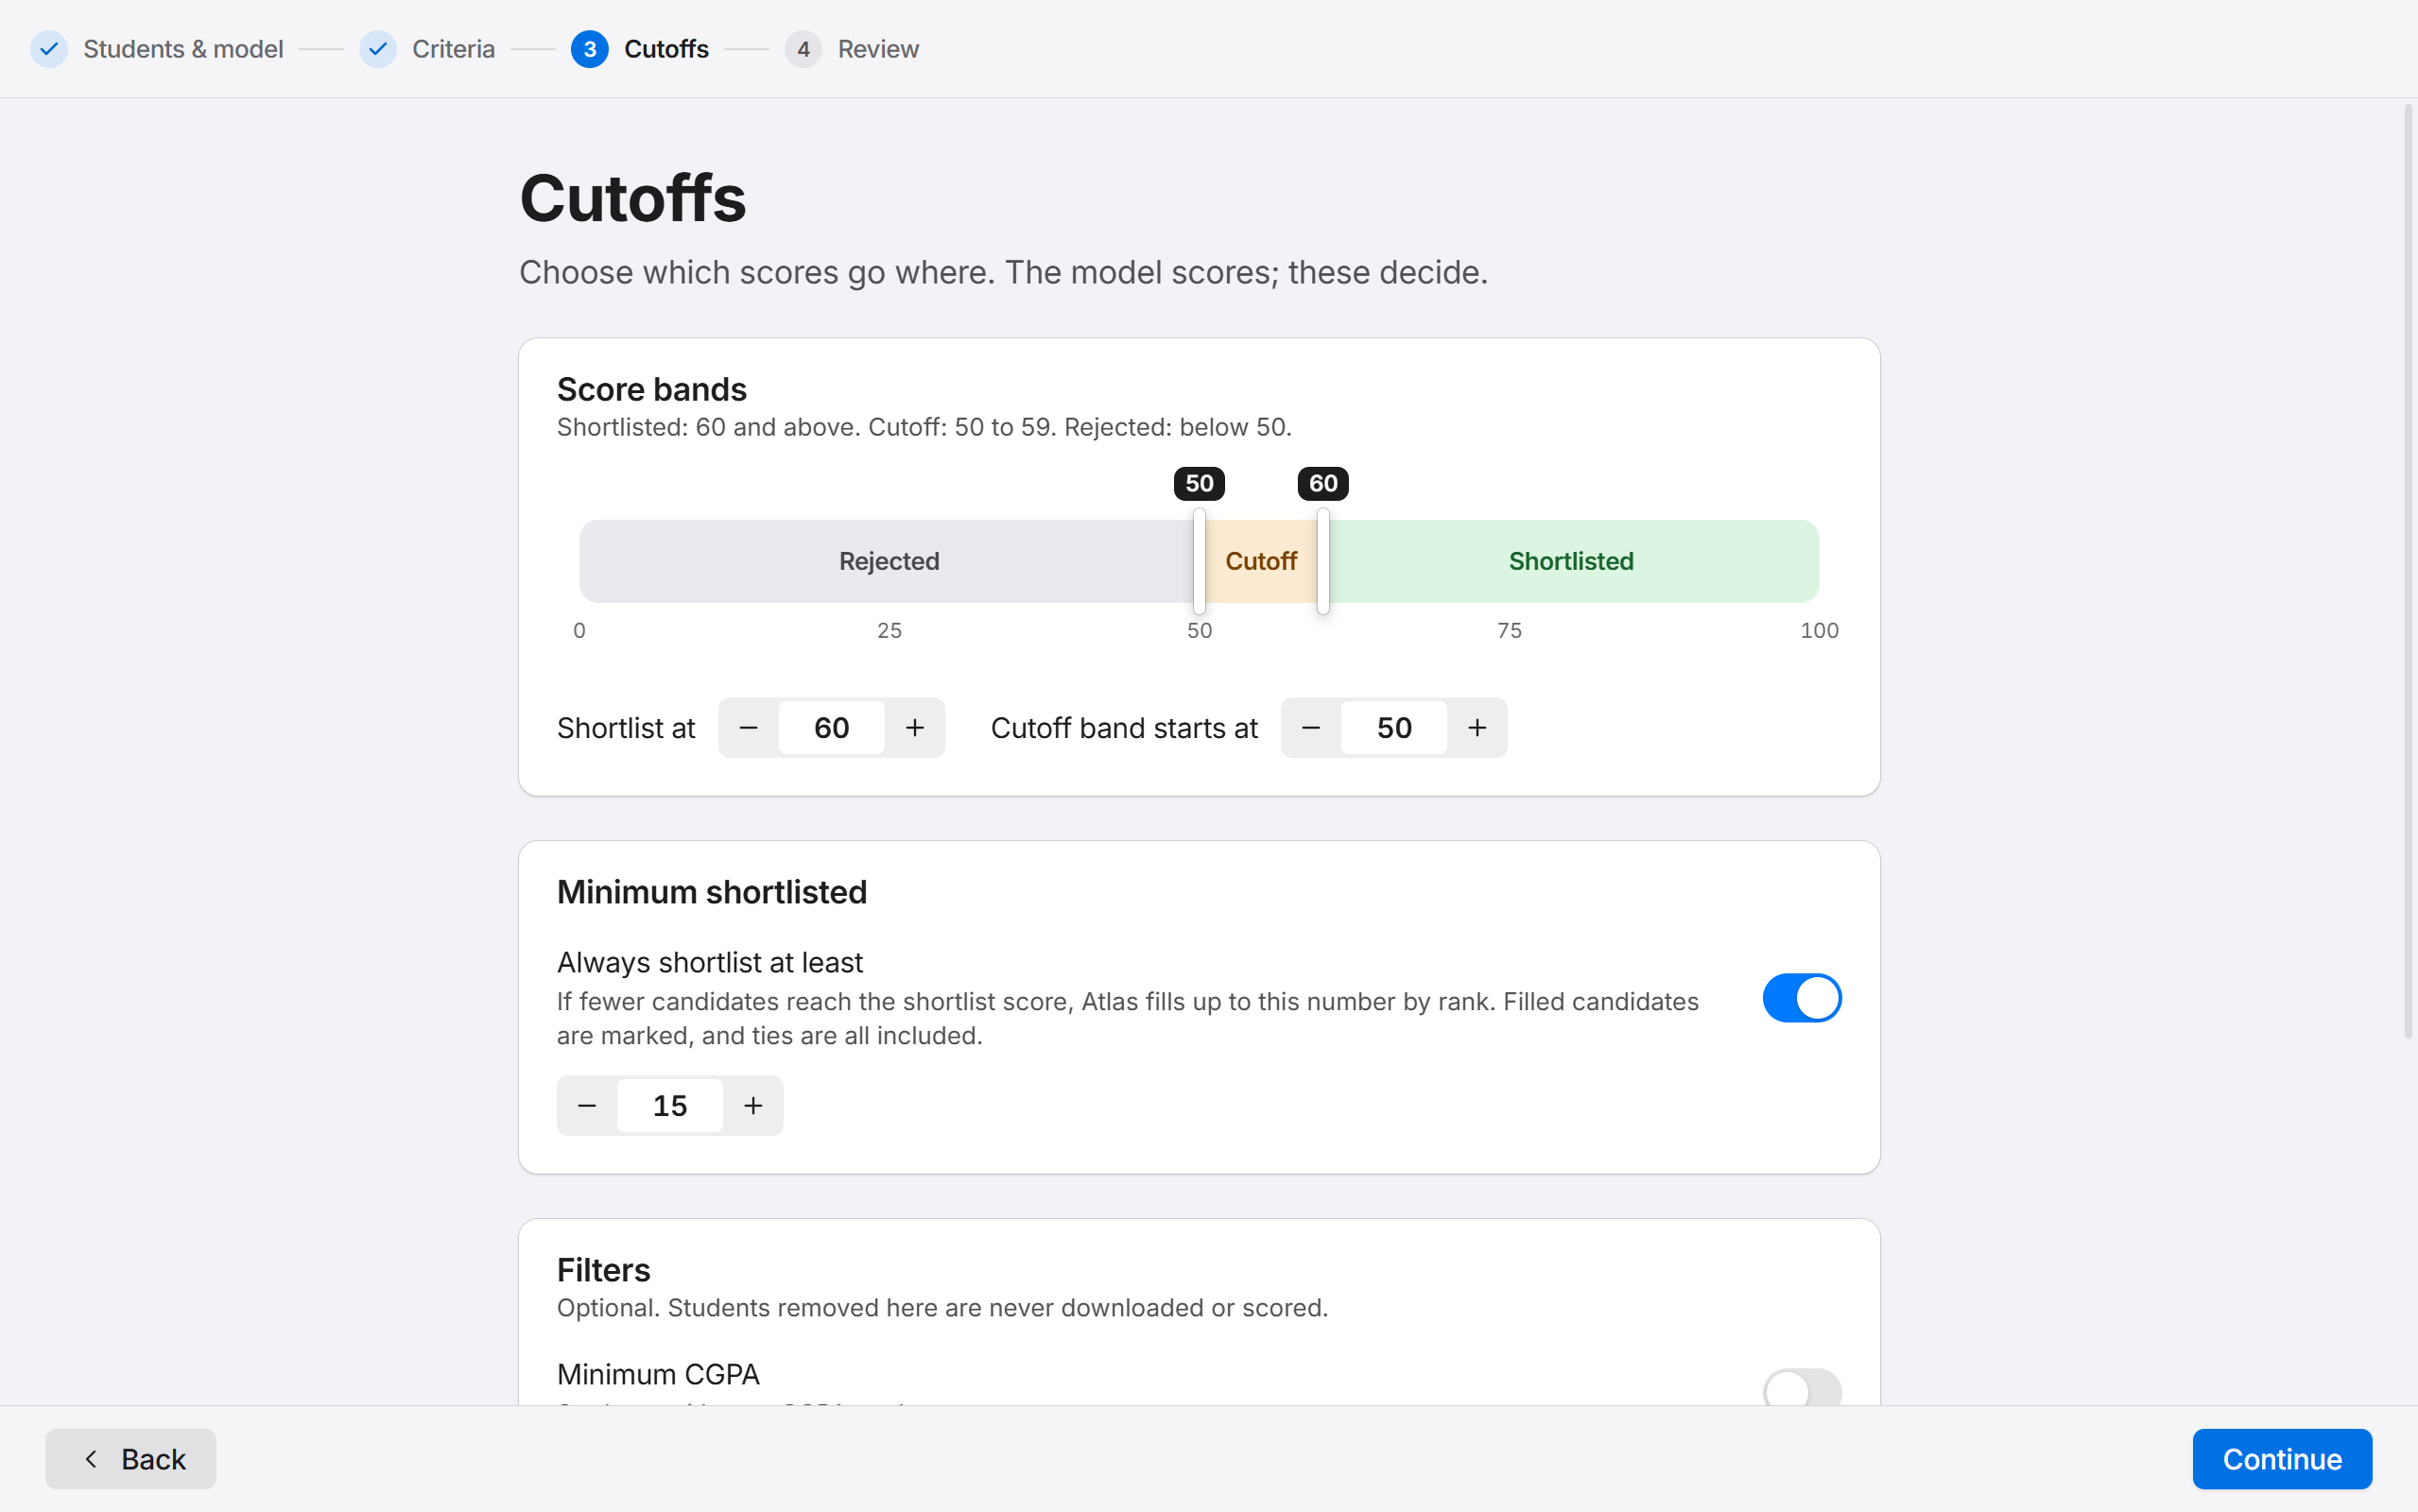 Students & model
Criteria
3 Cutoffs
4 Review
Cutoffs
Choose which scores go where. The model scores; these decide.
Score bands
Shortlisted: 60 and above. Cutoff: 50 to 59. Rejected: below 50.
50 60
Rejected Cutoff Shortlisted
0 25 50 75 100
Shortlist at − 60 + Cutoff band starts at − 50 +
Minimum shortlisted
Always shortlist at least
If fewer candidates reach the shortlist score, Atlas fills up to this number by rank. Filled candidates
are marked, and ties are all included.
− 15 +
Filters
Optional. Students removed here are never downloaded or scored.
Minimum CGPA
Back
Continue